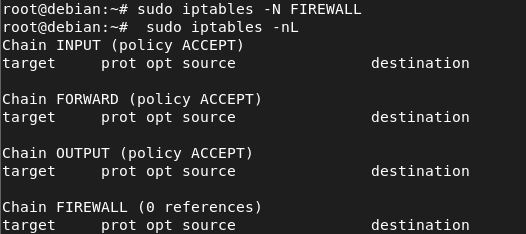 root@debian:~# sudo iptables -N FIREWALL
root@debian:~#  sudo iptables -nL
Chain INPUT (policy ACCEPT)
target     prot opt source               destination
Chain FORWARD (policy ACCEPT)
target     prot opt source               destination
Chain OUTPUT (policy ACCEPT)
target     prot opt source               destination
Chain FIREWALL (0 references)
target     prot opt source               destination